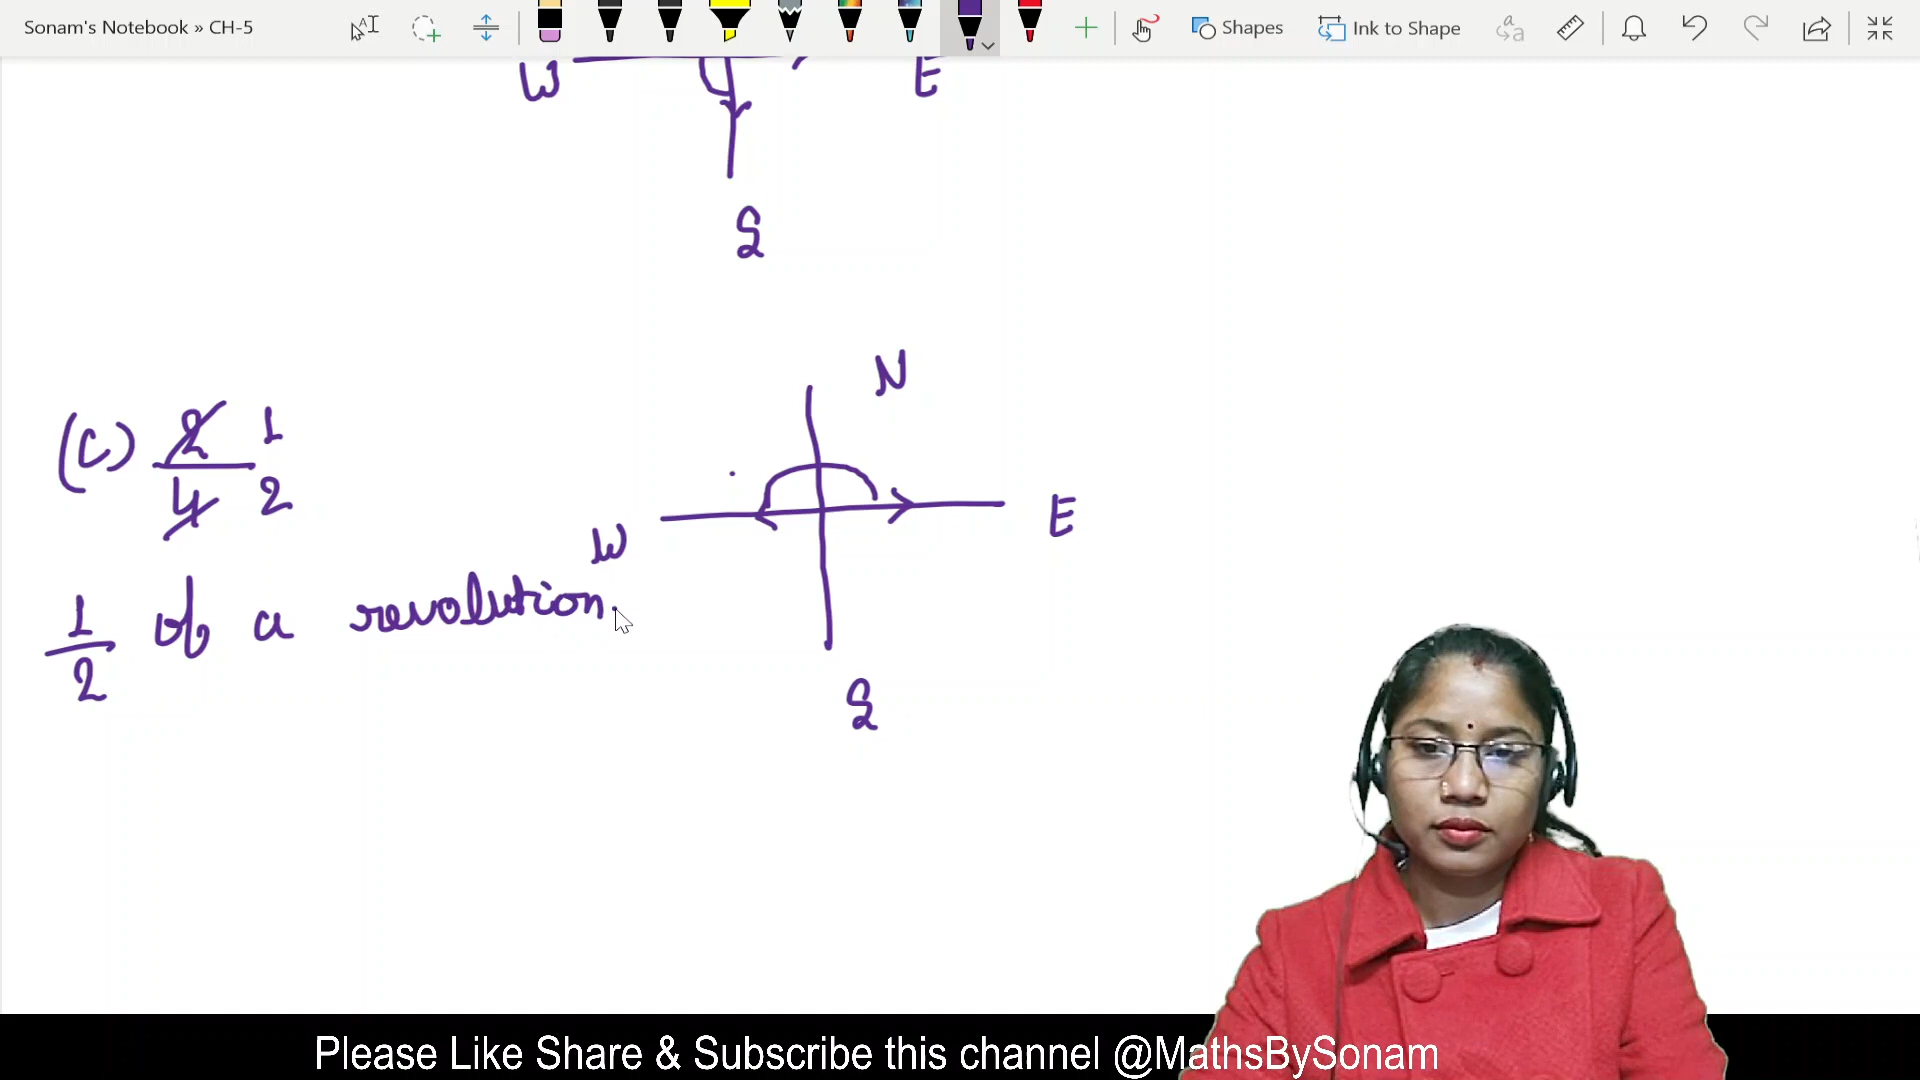 Sonam's Notebook » CH-5
Shapes
Ink to Shape
W E
S
N
(C) 2/4 1/2
W E
1/2 of a revolution.
S
Please Like Share & Subscribe this channel @MathsBySonam